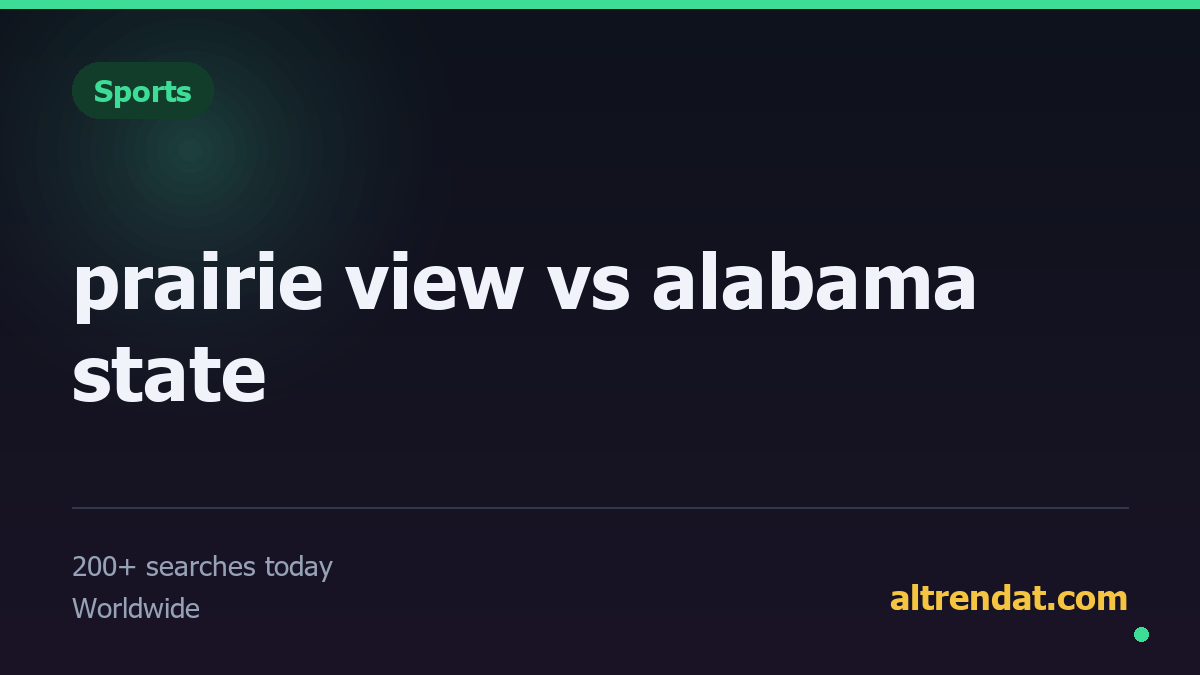 Sports
prairie view vs alabama
state
200+ searches today
Worldwide
altrendat.com